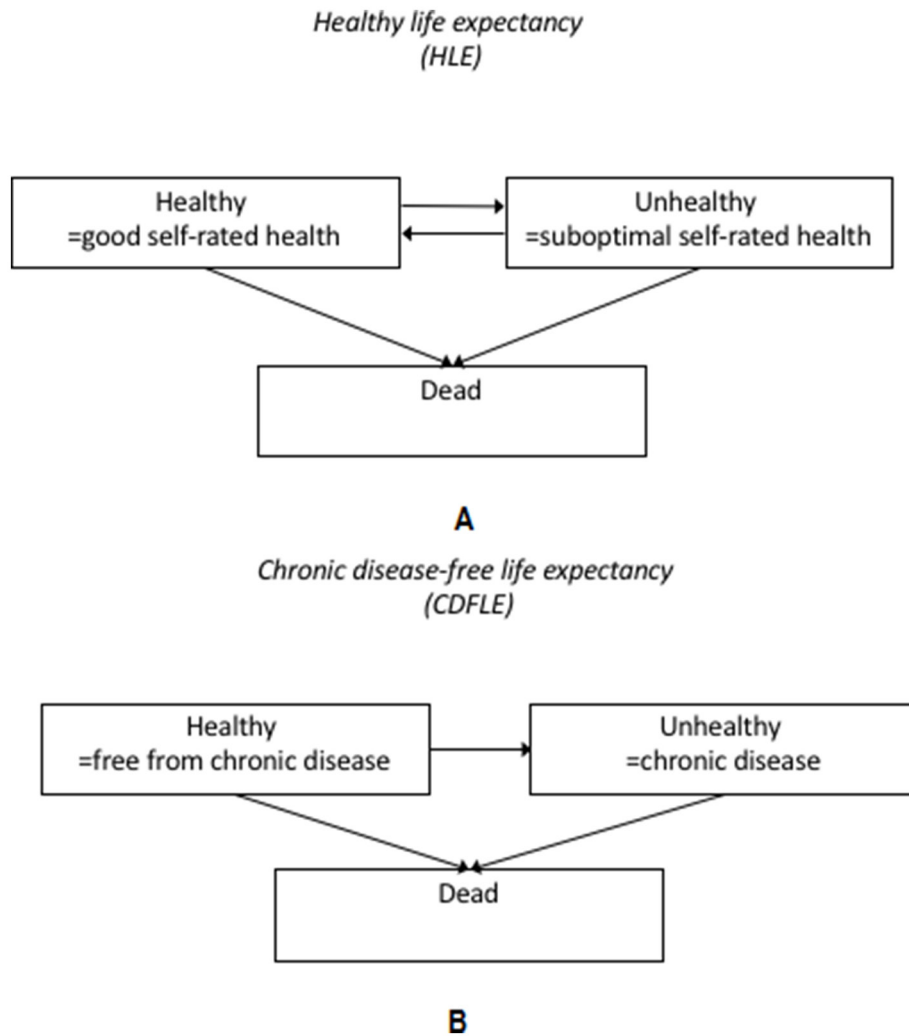 Healthy life expectancy
(HLE)
Healthy
=good self-rated health
Unhealthy
=suboptimal self-rated health
Dead
A
Chronic disease-free life expectancy
(CDFLE)
Healthy
=free from chronic disease
Unhealthy
=chronic disease
Dead
B